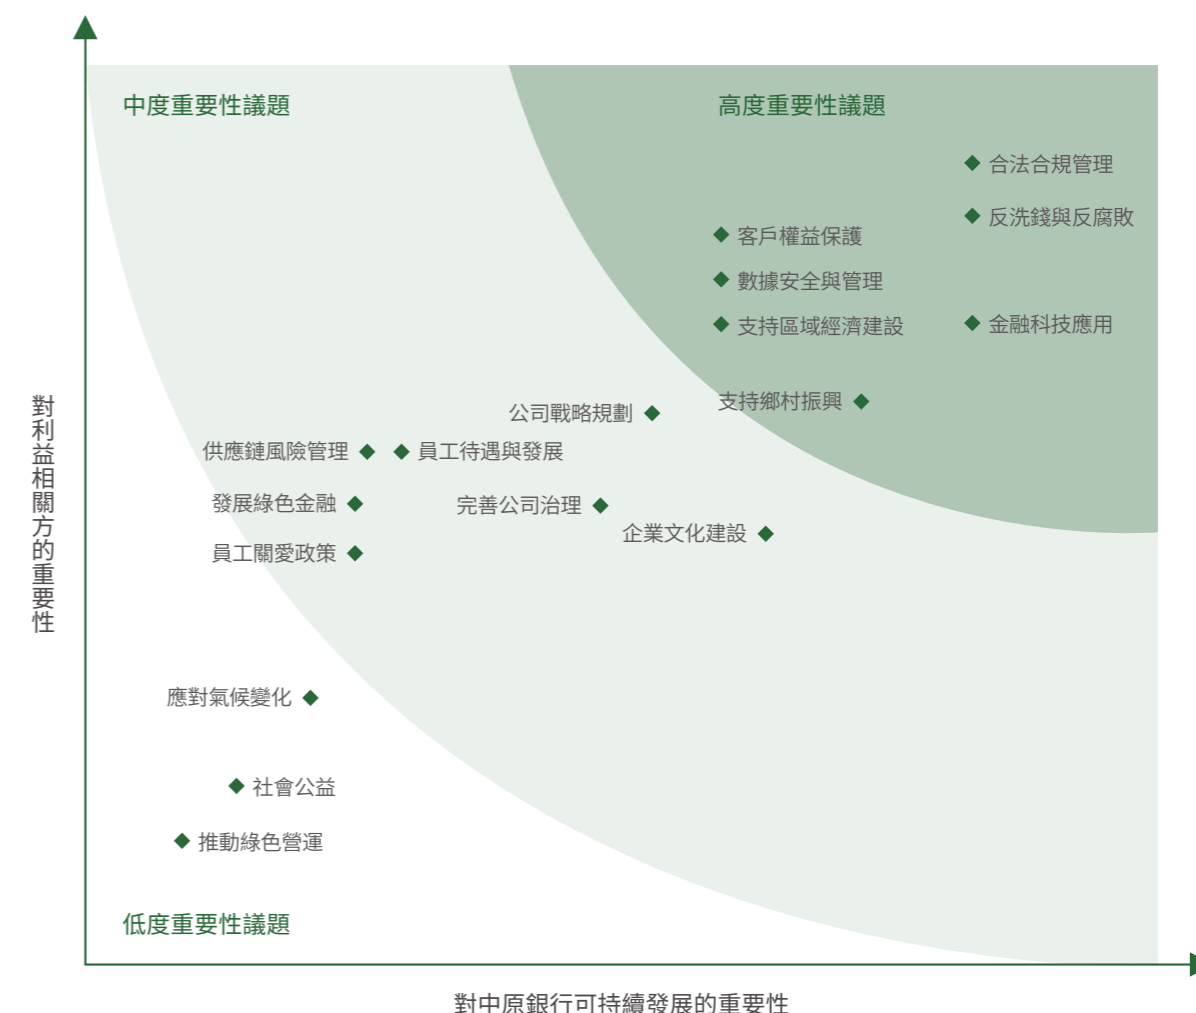 中度重要性議題
高度重要性議題
合法合規管理
反洗錢與反腐敗
客戶權益保護
數據安全與管理
支持區域經濟建設
金融科技應用
支持鄉村振興
公司戰略規劃
供應鏈風險管理
員工待遇與發展
發展綠色金融
完善公司治理
企業文化建設
員工關愛政策
對利益相關方的重要性
應對氣候變化
社會公益
推動綠色營運
低度重要性議題
對中原銀行可持續發展的重要性